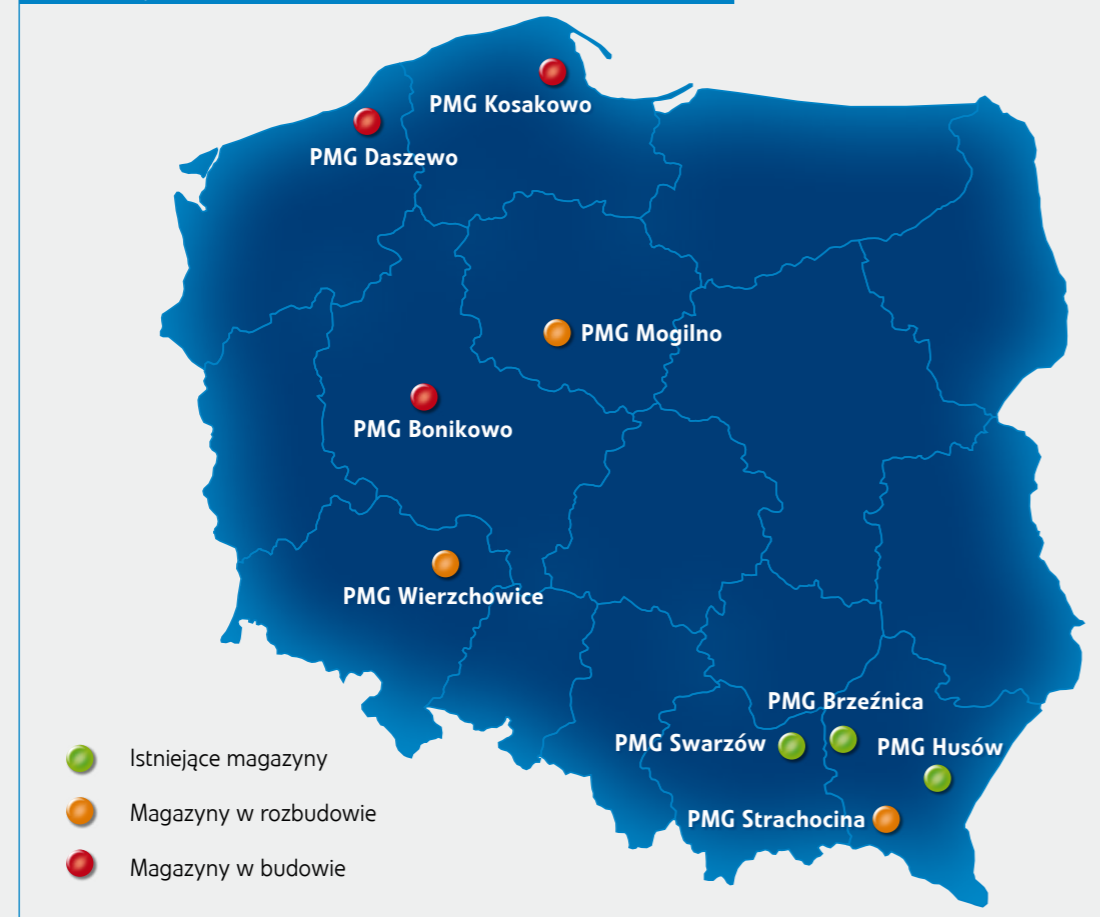 PMG Kosakowo
PMG Daszewo
PMG Mogilno
PMG Bonikowo
PMG Wierzchowice
PMG Brzeźnica
PMG Swarzów
PMG Husów
PMG Strachocina
Istniejące magazyny
Magazyny w rozbudowie
Magazyny w budowie